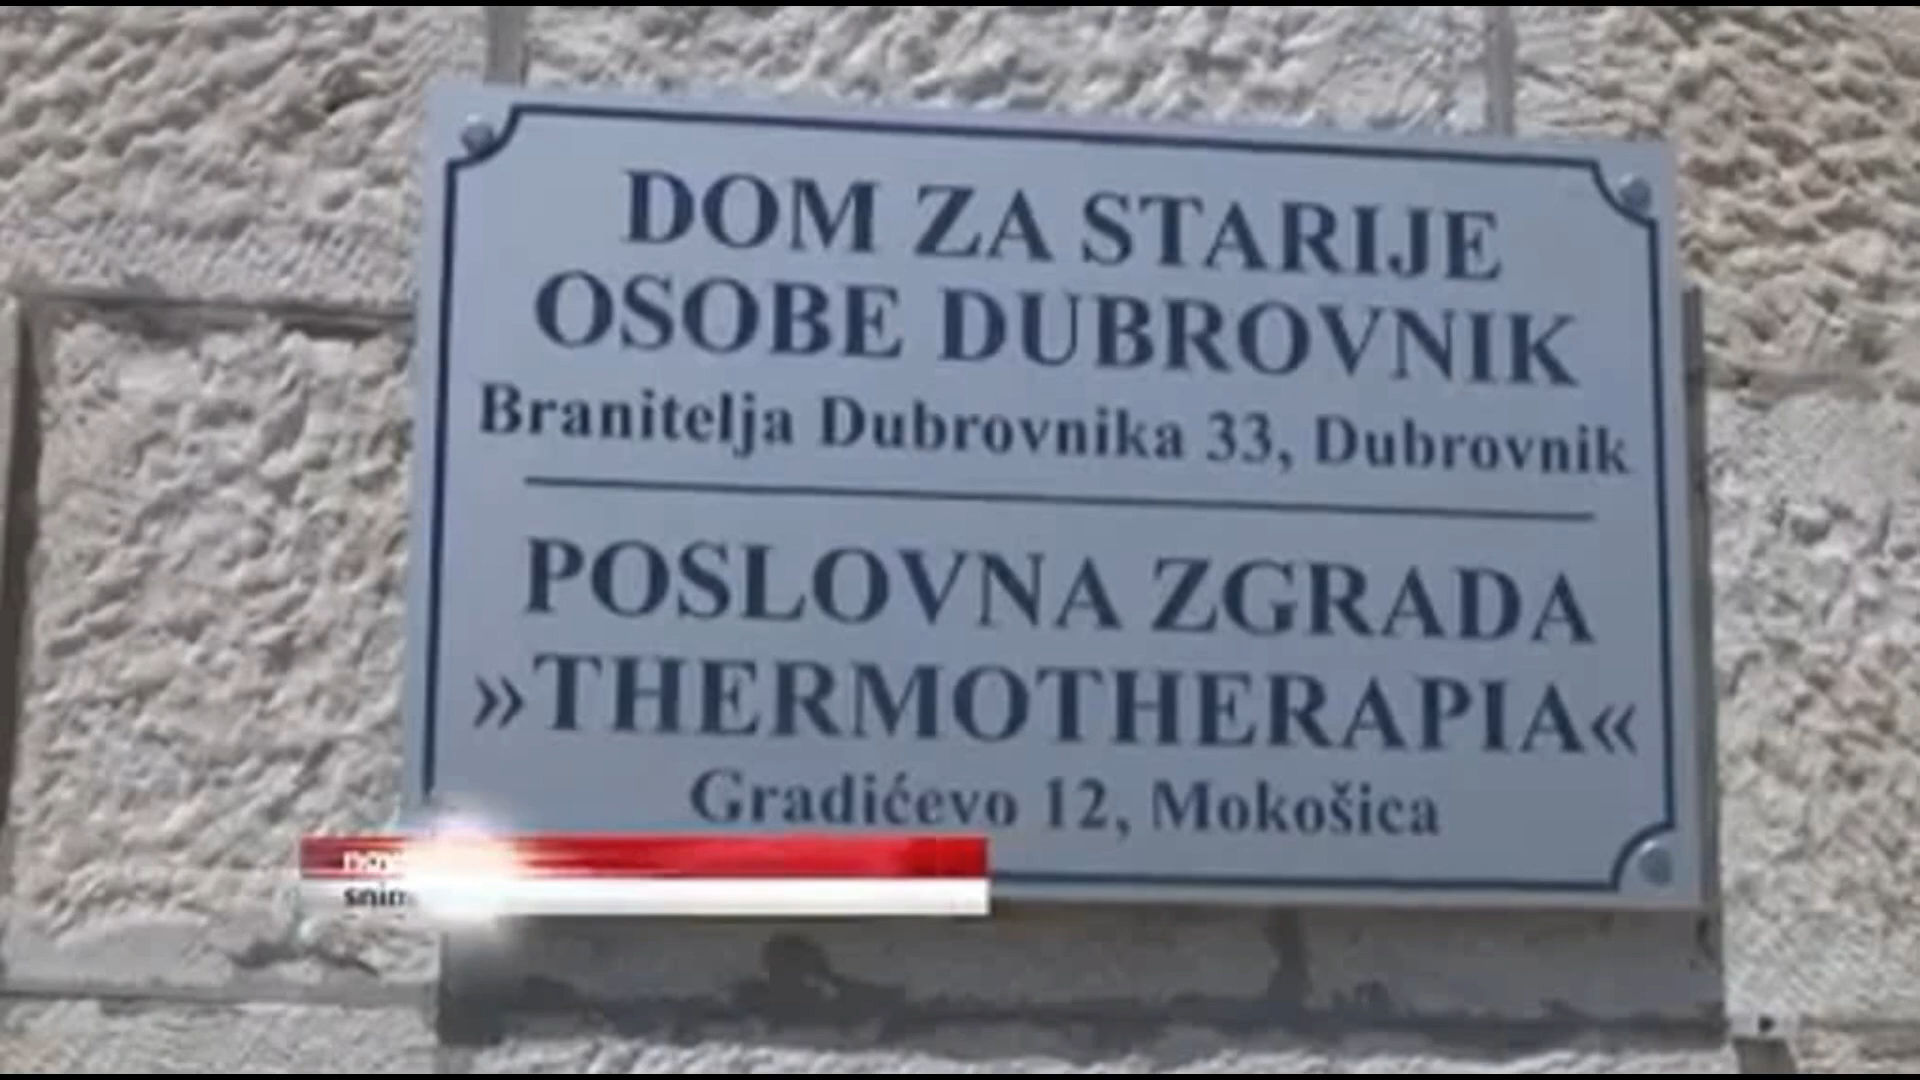 DOM ZA STARIJE
OSOBE DUBROVNIK
Branitelja Dubrovnika 33, Dubrovnik
POSLOVNA ZGRADA
»THERMOTHERAPIA«
Gradićevo 12, Mokošica